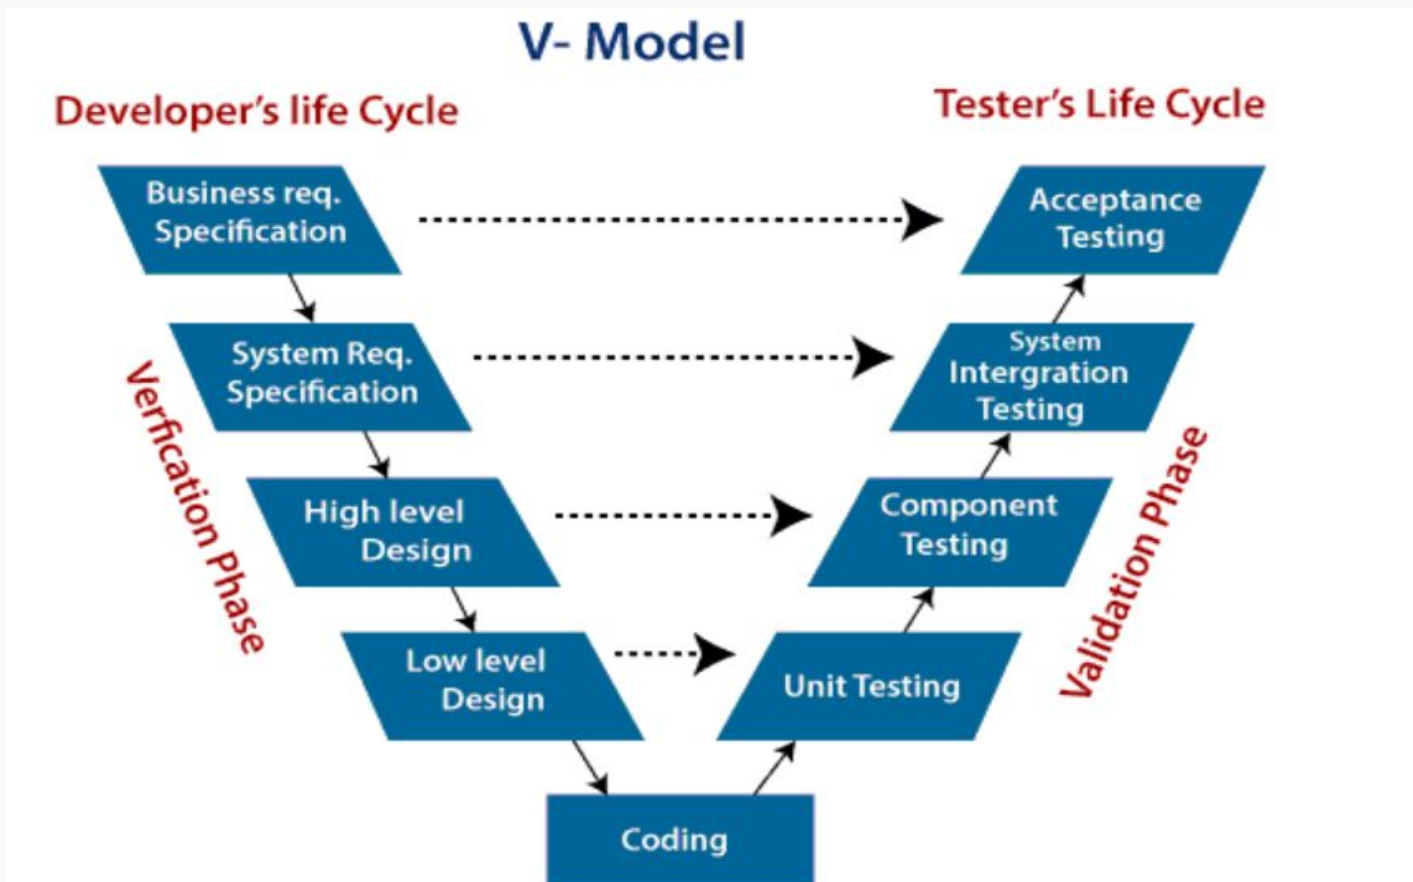 V- Model
Developer's life Cycle
Tester's Life Cycle
Business req.
Specification
Acceptance
Testing
System Req.
Specification
System
Intergration
Testing
Verfication Phase
High level
Design
Component
Testing
Validation Phase
Low level
Design
Unit Testing
Coding